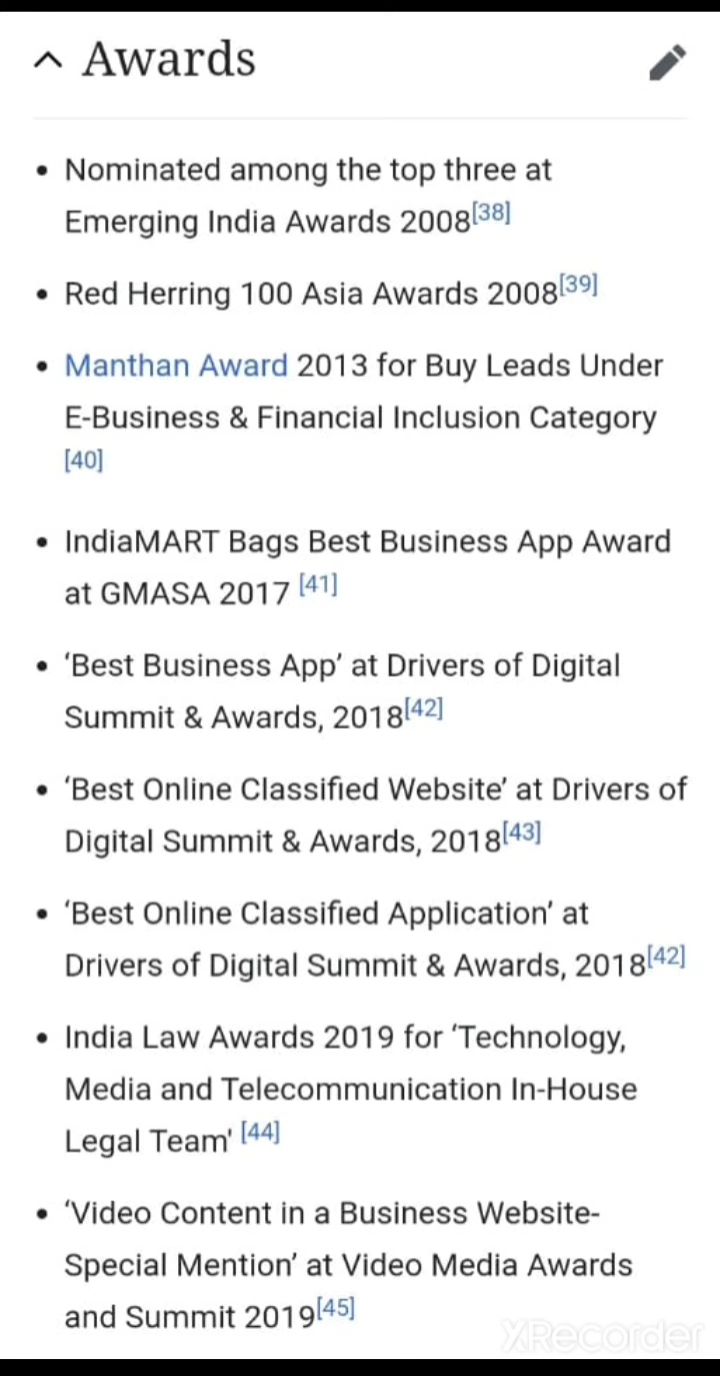 Awards
• Nominated among the top three at
Emerging India Awards 2008[38]
• Red Herring 100 Asia Awards 2008[39]
• Manthan Award 2013 for Buy Leads Under
E-Business & Financial Inclusion Category
[40]
• IndiaMART Bags Best Business App Award
at GMASA 2017 [41]
• ‘Best Business App’ at Drivers of Digital
Summit & Awards, 2018[42]
• ‘Best Online Classified Website’ at Drivers of
Digital Summit & Awards, 2018[43]
• ‘Best Online Classified Application’ at
Drivers of Digital Summit & Awards, 2018[42]
• India Law Awards 2019 for ‘Technology,
Media and Telecommunication In-House
Legal Team' [44]
• ‘Video Content in a Business Website-
Special Mention’ at Video Media Awards
and Summit 2019[45]
XRecorder